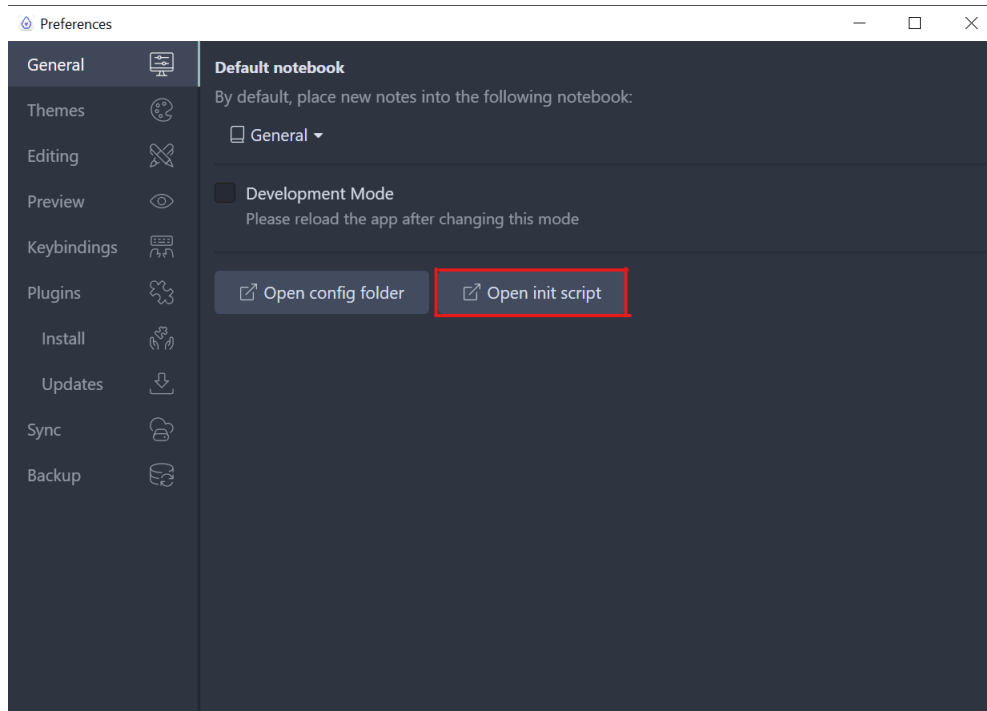 Preferences
General
Themes
Editing
Preview
Keybindings
Plugins
Install
Updates
Sync
Backup
Default notebook
By default, place new notes into the following notebook:
General
Development Mode
Please reload the app after changing this mode
Open config folder
Open init script